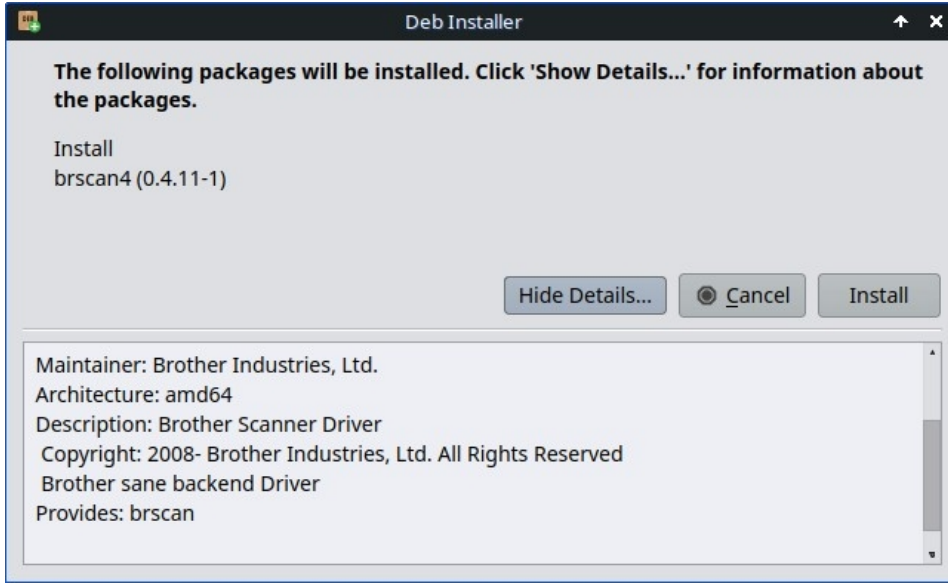 Deb Installer
The following packages will be installed. Click 'Show Details...' for information about
the packages.
Install
brscan4 (0.4.11-1)
Hide Details...
Cancel
Install
Maintainer: Brother Industries, Ltd.
Architecture: amd64
Description: Brother Scanner Driver
Copyright: 2008- Brother Industries, Ltd. All Rights Reserved
Brother sane backend Driver
Provides: brscan